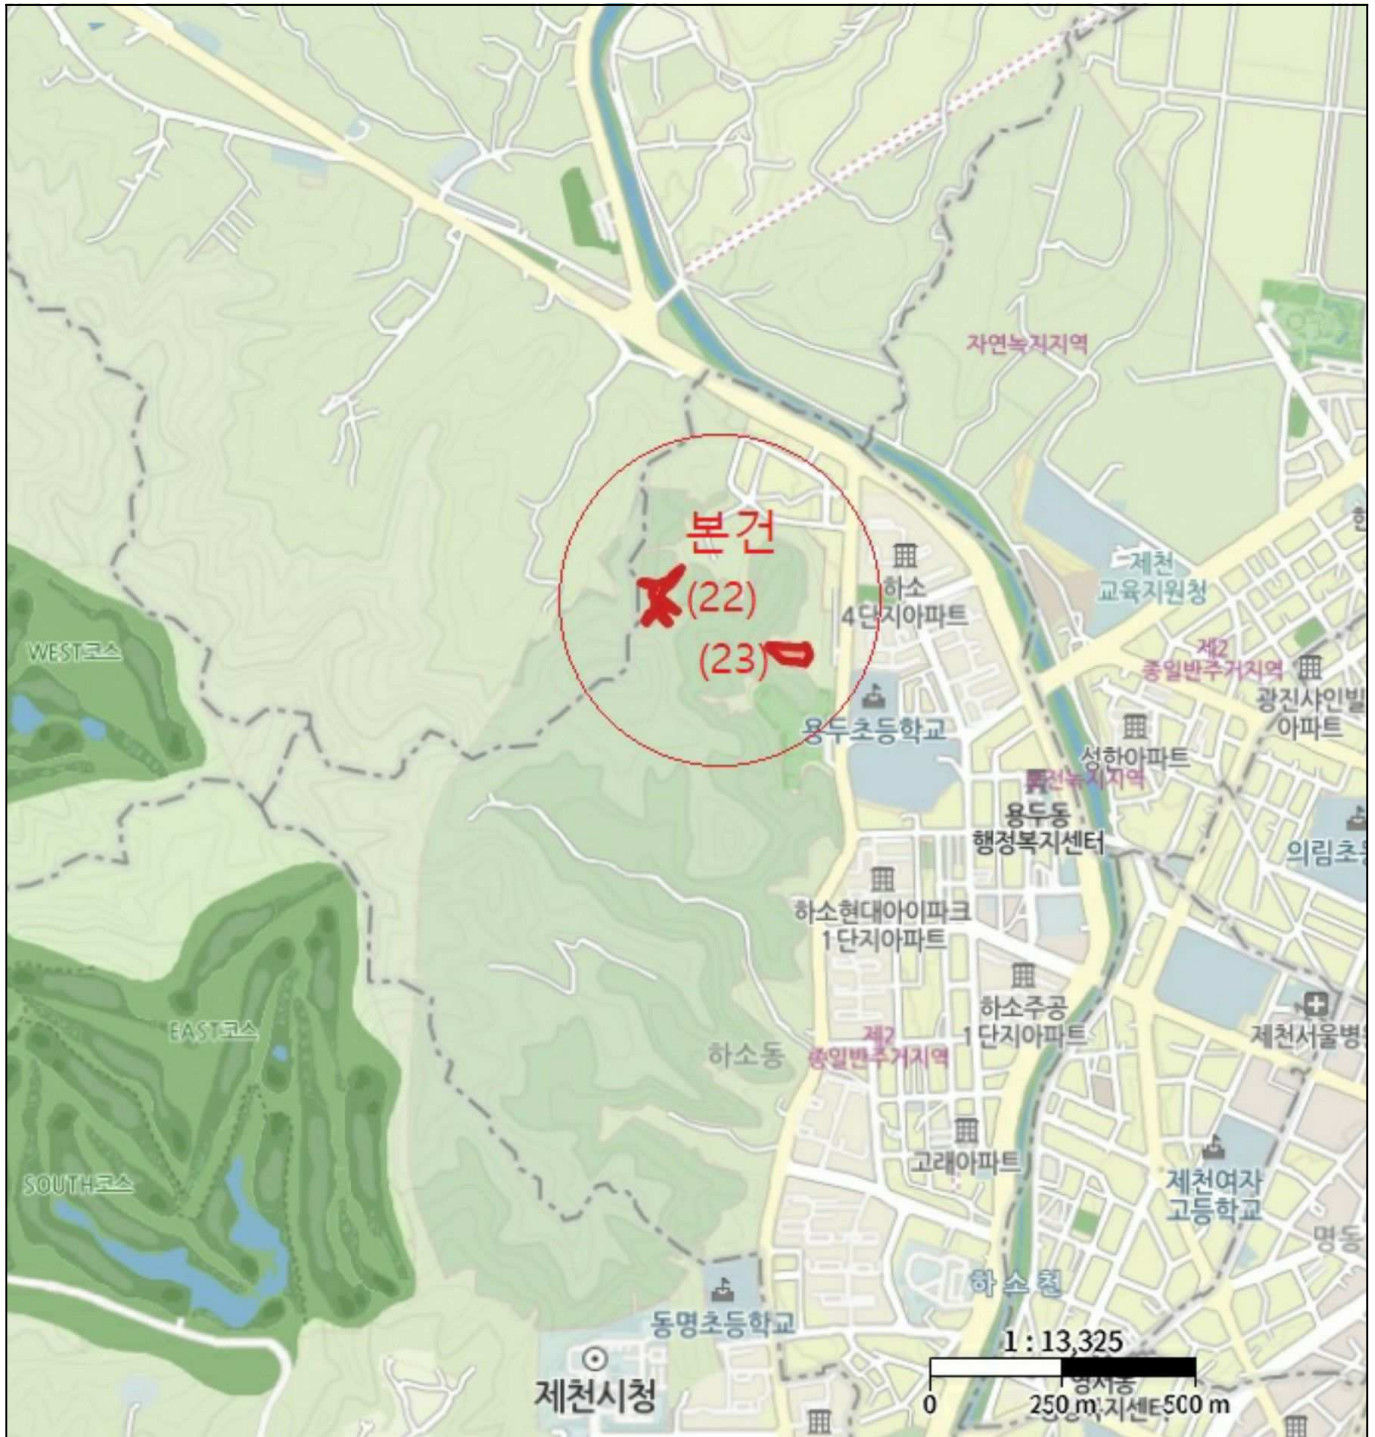 자연녹지지역
본건
(22)
(23)
하소
4단지아파트
제천
교육지원청
제2
종일반주거지역
광진샤인빌
아파트
WEST코스
용두초등학교
성한아파트
용두동
행정복지센터
의림초등
하소현대아이파크
1단지아파트
하소주공
1단지아파트
제천서울병원
EAST코스
하소동
제2
종일반주거지역
고래아파트
제천여자
고등학교
SOUTH코스
명동
하소천
동명초등학교
제천시청
1 : 13,325
0
250 m
500 m